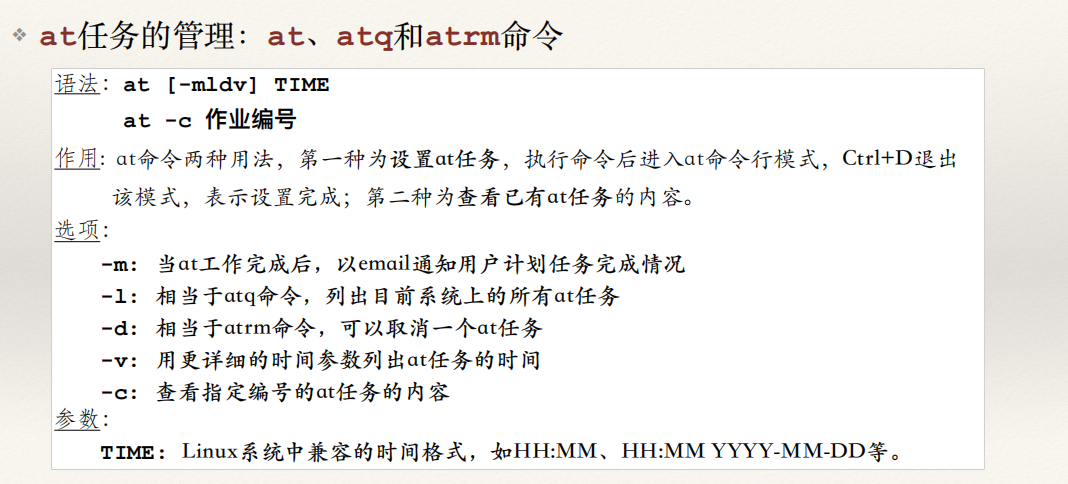 ❖ at任务的管理：at、atq和atrm命令
语法：at [-mldv] TIME
at -c 作业编号
作用：at命令两种用法，第一种为设置at任务，执行命令后进入at命令行模式，Ctrl+D退出
该模式，表示设置完成；第二种为查看已有at任务的内容。
选项：
-m: 当at工作完成后，以email通知用户计划任务完成情况
-l: 相当于atq命令，列出目前系统上的所有at任务
-d: 相当于atrm命令，可以取消一个at任务
-v: 用更详细的时间参数列出at任务的时间
-c: 查看指定编号的at任务的内容
参数：
TIME: Linux系统中兼容的时间格式，如HH:MM、HH:MM YYYY-MM-DD等。